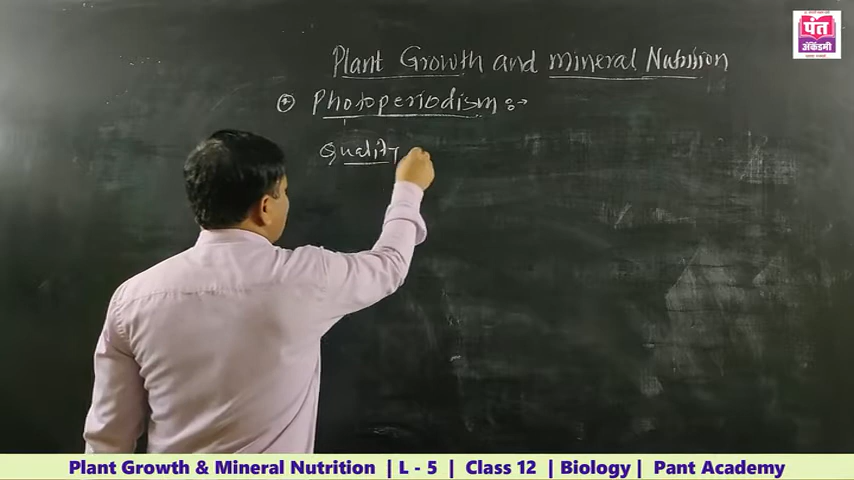 पंत
अकॅडमी
Plant Growth and mineral Nutrition
Photoperiodism :-
Quality
Plant Growth & Mineral Nutrition | L - 5 | Class 12 | Biology | Pant Academy